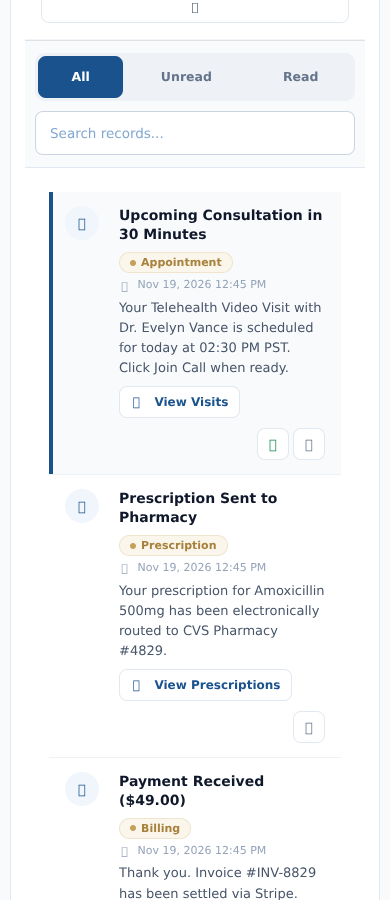 All Unread Read
Search records...
Upcoming Consultation in
30 Minutes
Appointment
Nov 19, 2026 12:45 PM
Your Telehealth Video Visit with
Dr. Evelyn Vance is scheduled
for today at 02:30 PM PST.
Click Join Call when ready.
View Visits
Prescription Sent to
Pharmacy
Prescription
Nov 19, 2026 12:45 PM
Your prescription for Amoxicillin
500mg has been electronically
routed to CVS Pharmacy
#4829.
View Prescriptions
Payment Received
($49.00)
Billing
Nov 19, 2026 12:45 PM
Thank you. Invoice #INV-8829
has been settled via Stripe.